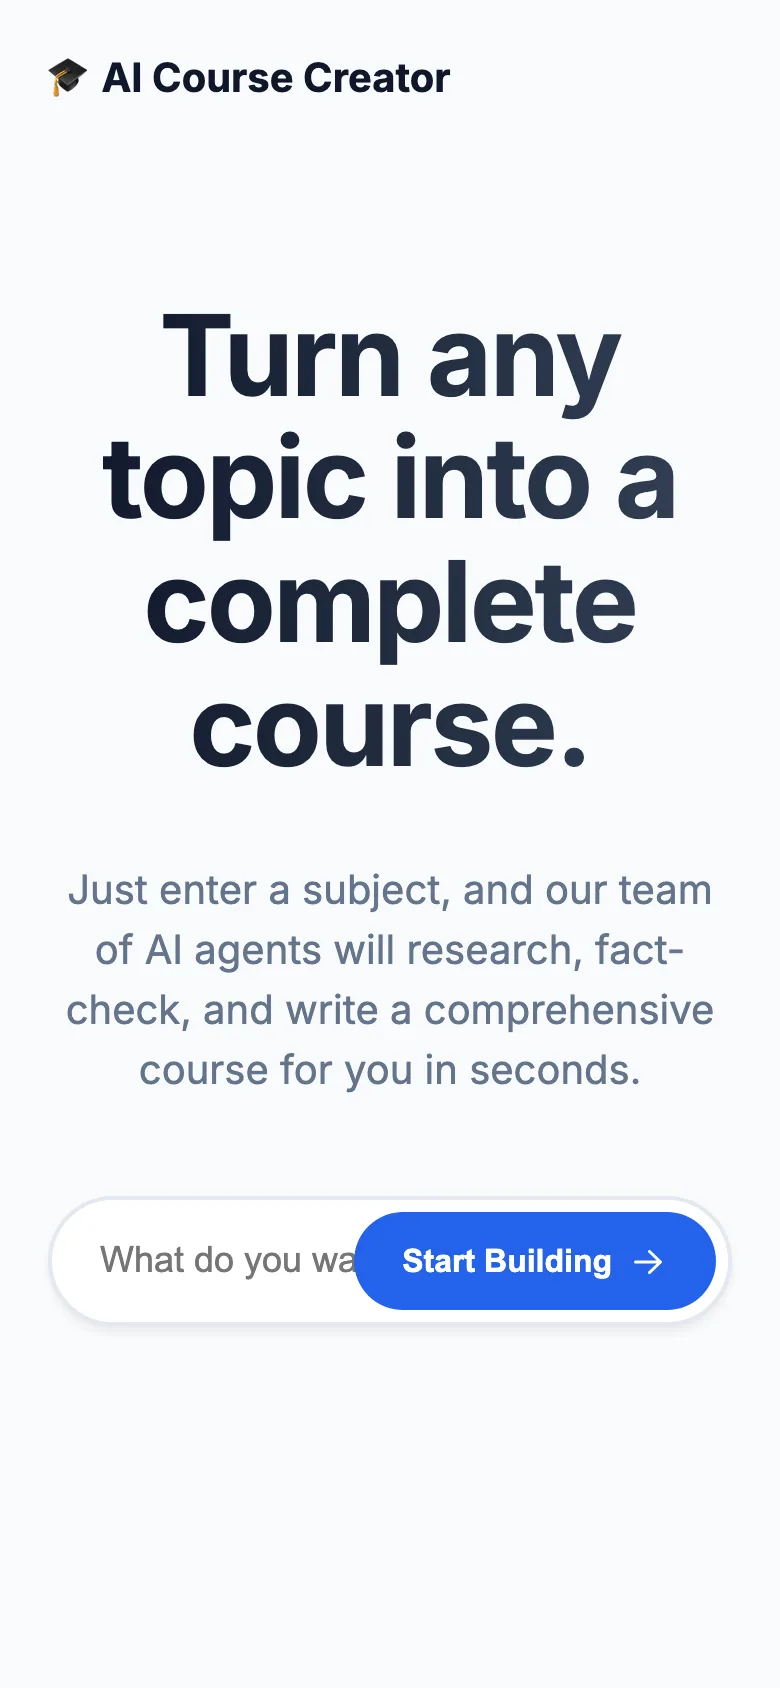 AI Course Creator
Turn any
topic into a
complete
course.
Just enter a subject, and our team
of AI agents will research, fact-
check, and write a comprehensive
course for you in seconds.
What do you wa
Start Building →